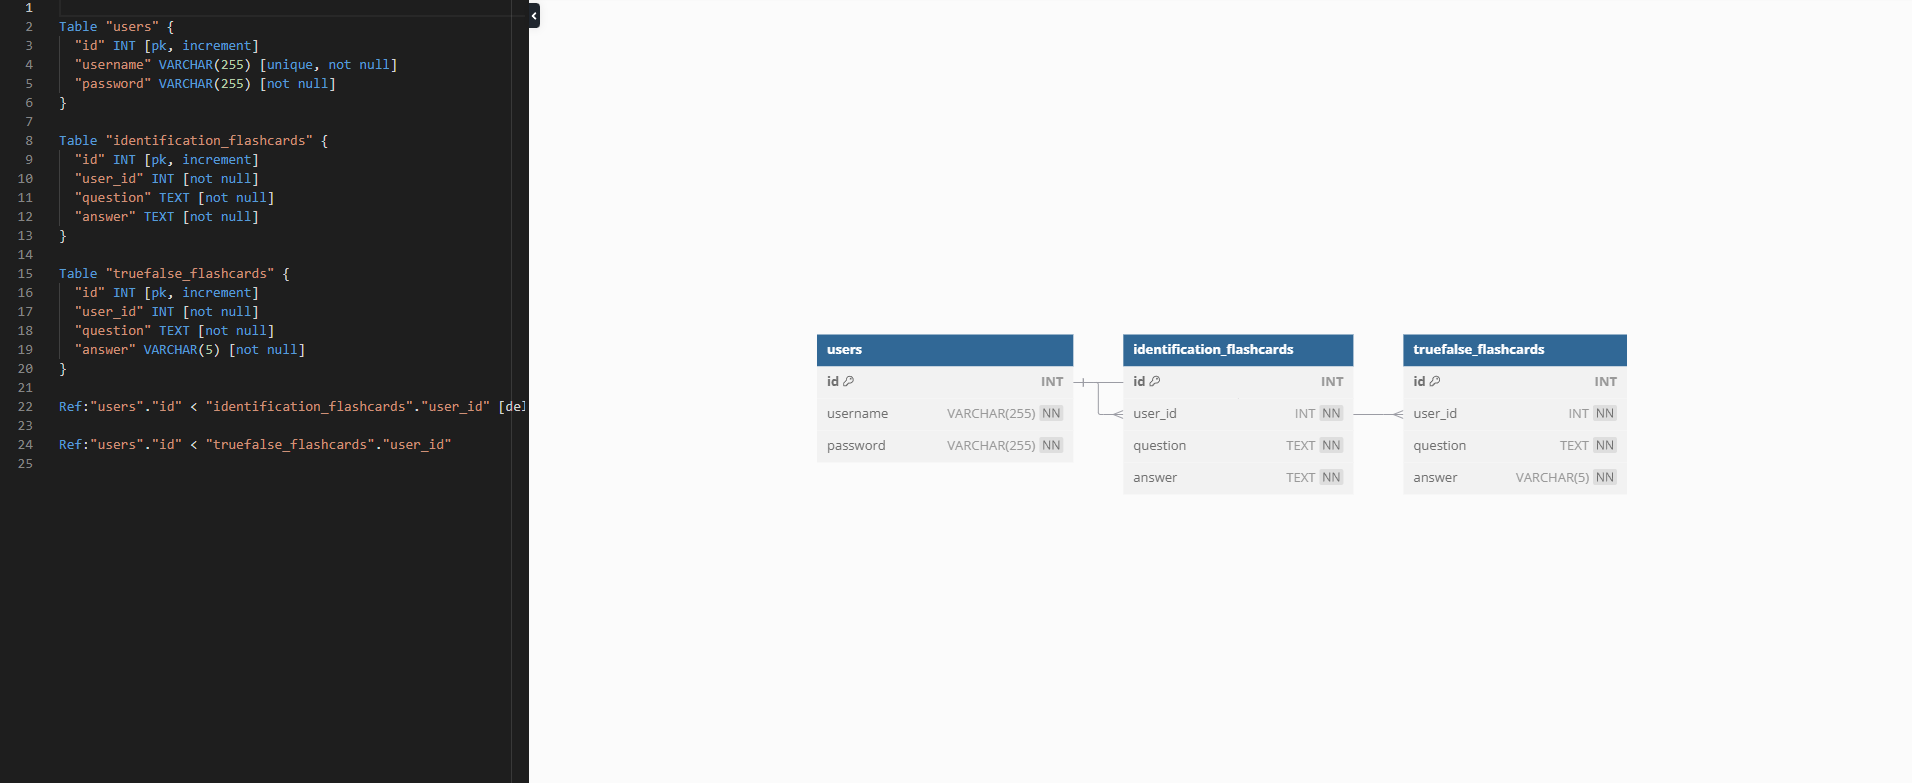 1
2 Table "users" {
3 "id" INT [pk, increment]
4 "username" VARCHAR(255) [unique, not null]
5 "password" VARCHAR(255) [not null]
6 }
7
8 Table "identification_flashcards" {
9 "id" INT [pk, increment]
10 "user_id" INT [not null]
11 "question" TEXT [not null]
12 "answer" TEXT [not null]
13 }
14
15 Table "truefalse_flashcards" {
16 "id" INT [pk, increment]
17 "user_id" INT [not null]
18 "question" TEXT [not null]
19 "answer" VARCHAR(5) [not null]
20 }
21
22 Ref:"users"."id" < "identification_flashcards"."user_id" [del
23
24 Ref:"users"."id" < "truefalse_flashcards"."user_id"
25
users
id INT
username VARCHAR(255) NN
password VARCHAR(255) NN
identification_flashcards
id INT
user_id INT NN
question TEXT NN
answer TEXT NN
truefalse_flashcards
id INT
user_id INT NN
question TEXT NN
answer VARCHAR(5) NN